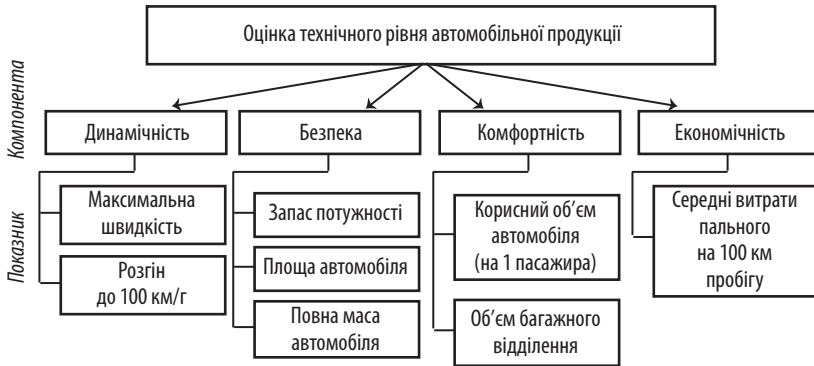 Оцінка технічного рівня автомобільної продукції
Компонента
Динамічність
Безпека
Комфортність
Економічність
Показник
Максимальна
швидкість
Розгін
до 100 км/г
Запас потужності
Площа автомобіля
Повна маса
автомобіля
Корисний об’єм
автомобіля
(на 1 пасажира)
Об’єм багажного
відділення
Середні витрати
пального
на 100 км
пробігу